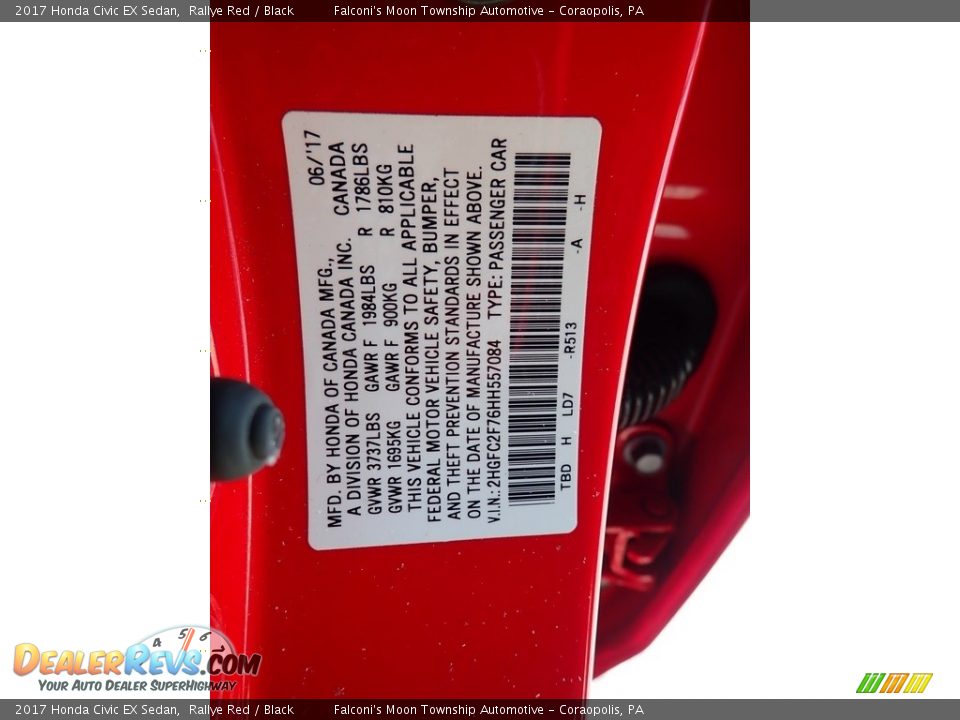 2017 Honda Civic EX Sedan, Rallye Red / Black Falconi's Moon Township Automotive - Coraopolis, PA
06/'17
MFD. BY HONDA OF CANADA MFG.,
A DIVISION OF HONDA CANADA INC. CANADA
GVWR 3737LBS GAWR F 1984LBS R 1786LBS
GVWR 1695KG GAWR F 900KG R 810KG
THIS VEHICLE CONFORMS TO ALL APPLICABLE
FEDERAL MOTOR VEHICLE SAFETY, BUMPER,
AND THEFT PREVENTION STANDARDS IN EFFECT
ON THE DATE OF MANUFACTURE SHOWN ABOVE.
V.I.N.: 2HGFC2F76HH557084 TYPE: PASSENGER CAR
TBD H LD7 -R513 -A -H
4 5 6
DEALERREVS.COM
YOUR AUTO DEALER SUPERHIGHWAY
2017 Honda Civic EX Sedan, Rallye Red / Black Falconi's Moon Township Automotive - Coraopolis, PA